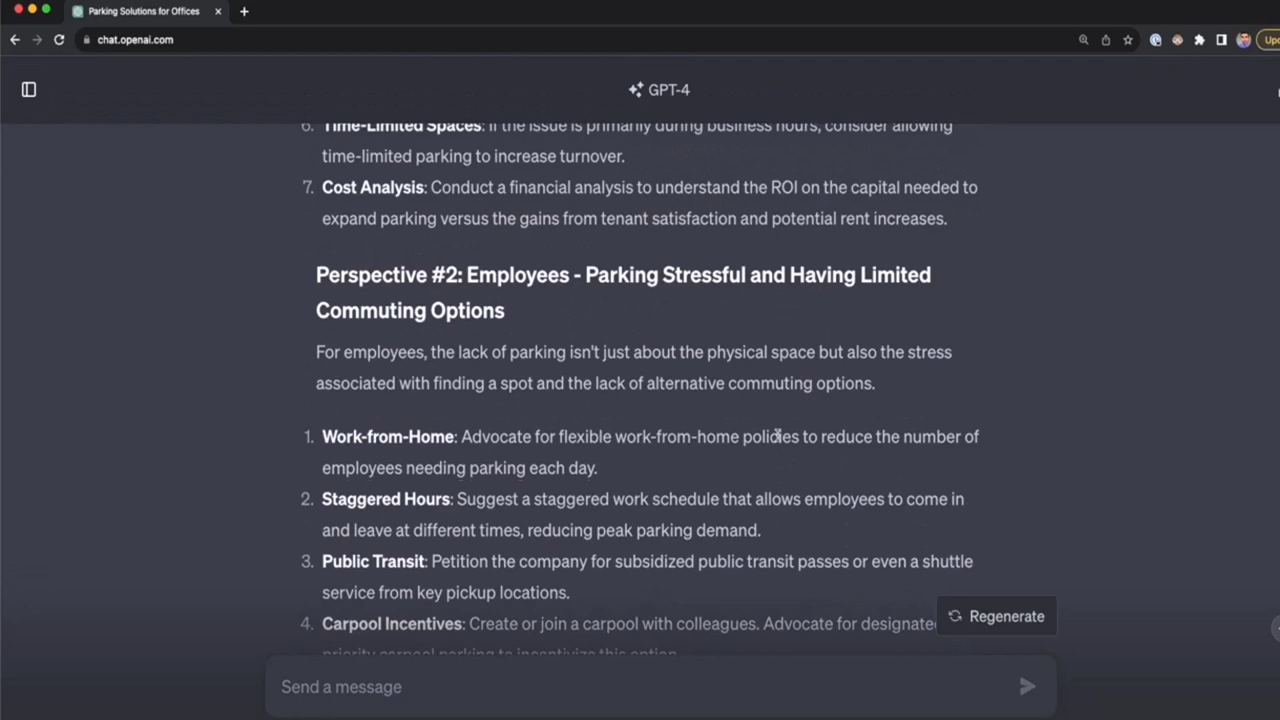 Parking Solutions for Offices
chat.openai.com
GPT-4
6. Time-Limited Spaces: If the issue is primarily during business hours, consider allowing
time-limited parking to increase turnover.
7. Cost Analysis: Conduct a financial analysis to understand the ROI on the capital needed to
expand parking versus the gains from tenant satisfaction and potential rent increases.
Perspective #2: Employees - Parking Stressful and Having Limited
Commuting Options
For employees, the lack of parking isn't just about the physical space but also the stress
associated with finding a spot and the lack of alternative commuting options.
1. Work-from-Home: Advocate for flexible work-from-home policies to reduce the number of
employees needing parking each day.
2. Staggered Hours: Suggest a staggered work schedule that allows employees to come in
and leave at different times, reducing peak parking demand.
3. Public Transit: Petition the company for subsidized public transit passes or even a shuttle
service from key pickup locations.
4. Carpool Incentives: Create or join a carpool with colleagues. Advocate for designate
priority carpool parking to incentivize this option.
Regenerate
Send a message